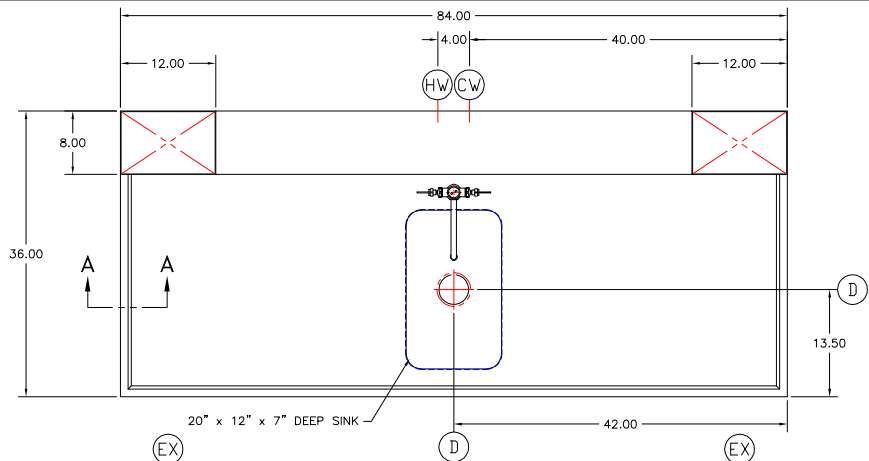 84.00
4.00
40.00
12.00
12.00
HW
CW
8.00
36.00
A
A
D
13.50
20" x 12" x 7" DEEP SINK
42.00
EX
D
EX